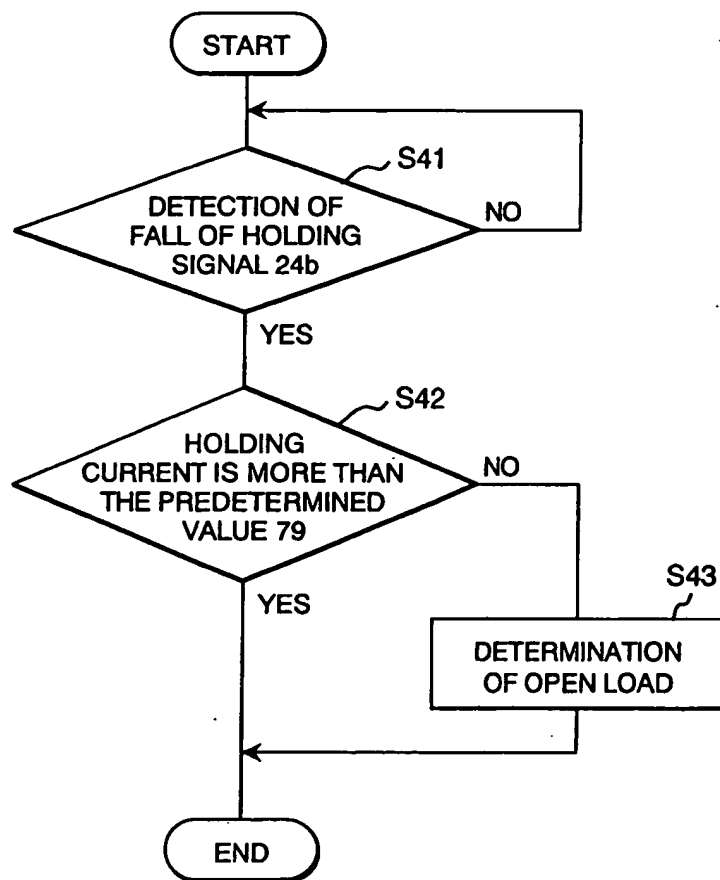 START
S41
DETECTION OF
FALL OF HOLDING
SIGNAL 24b
NO
YES
S42
HOLDING
CURRENT IS MORE THAN
THE PREDETERMINED
VALUE 79
NO
YES
S43
DETERMINATION
OF OPEN LOAD
END